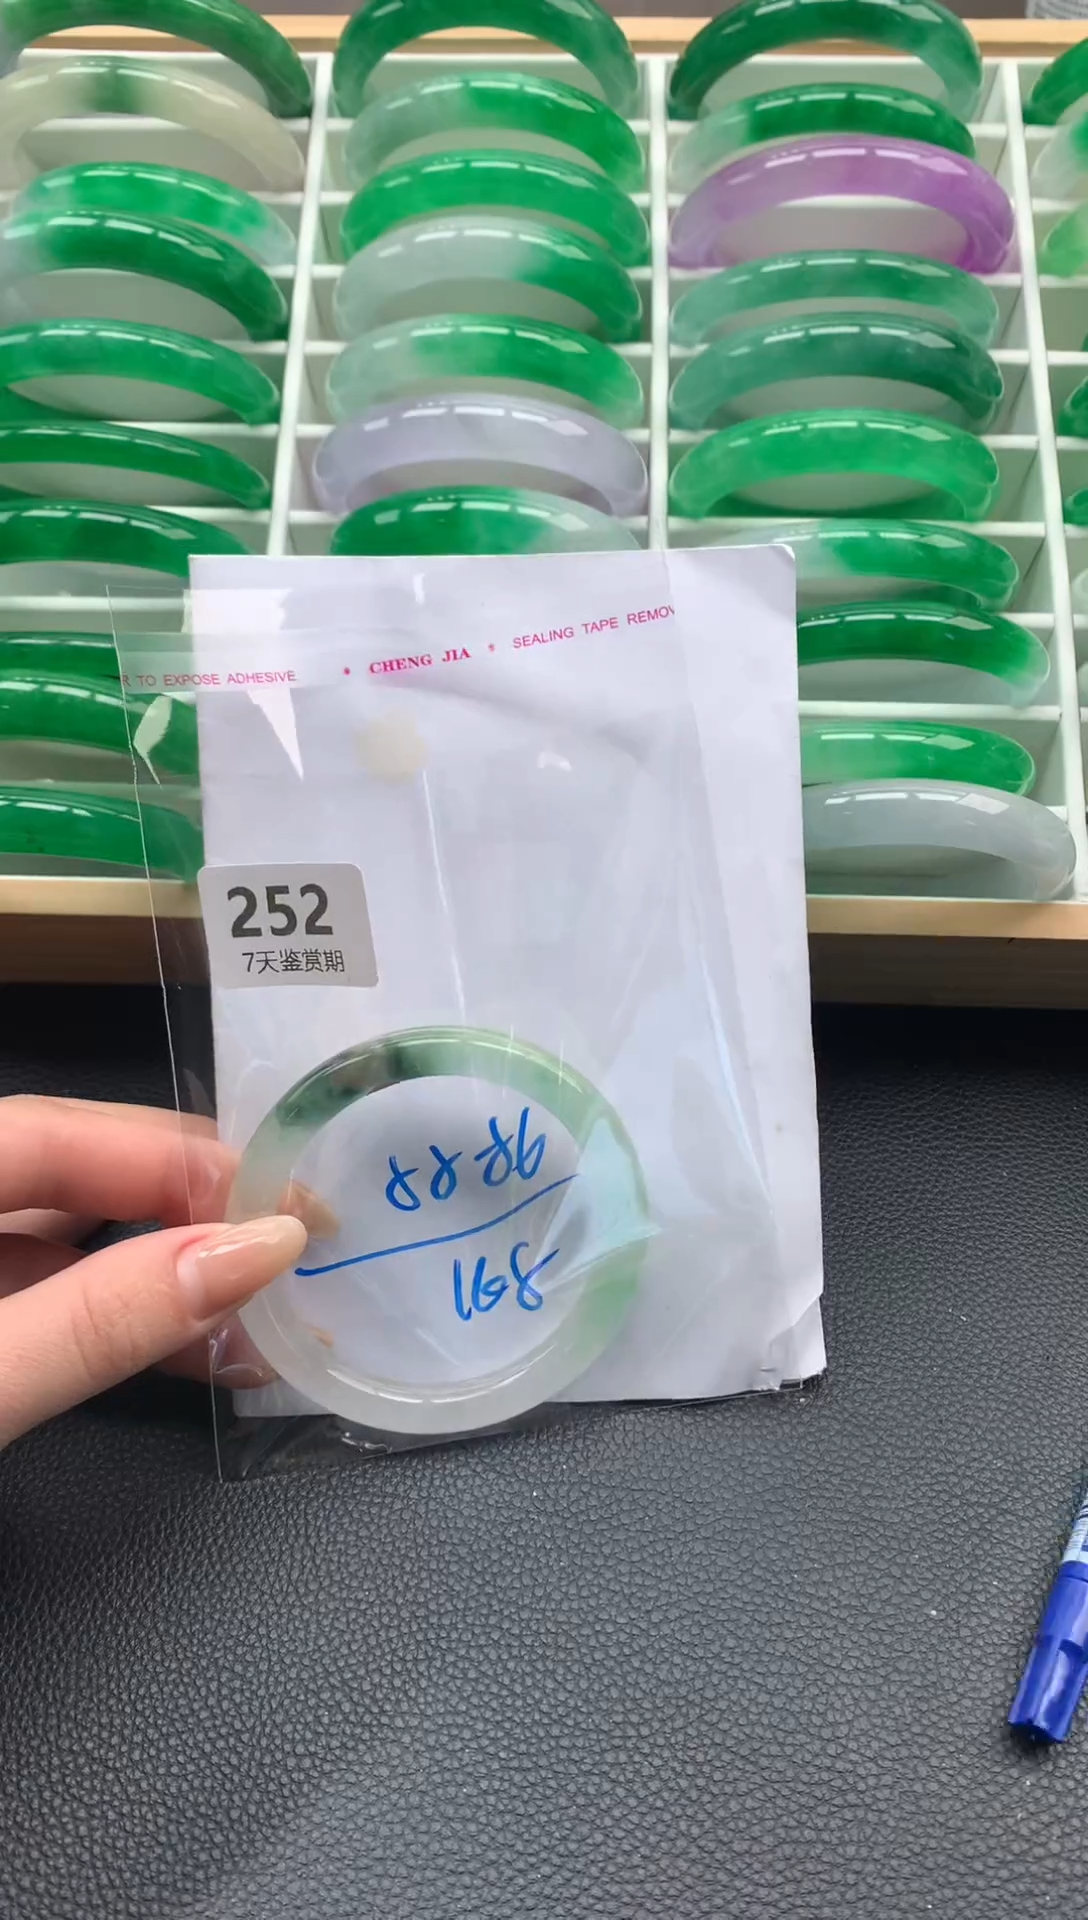 R TO EXPOSE ADHESIVE * CHENG JIA * SEALING TAPE REMOV
252
7天鉴赏期
8886
168